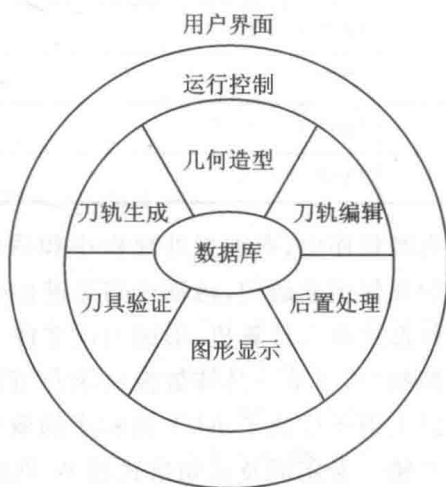 用户界面
运行控制
几何造型
刀轨生成
刀轨编辑
数据库
刀具验证
后置处理
图形显示